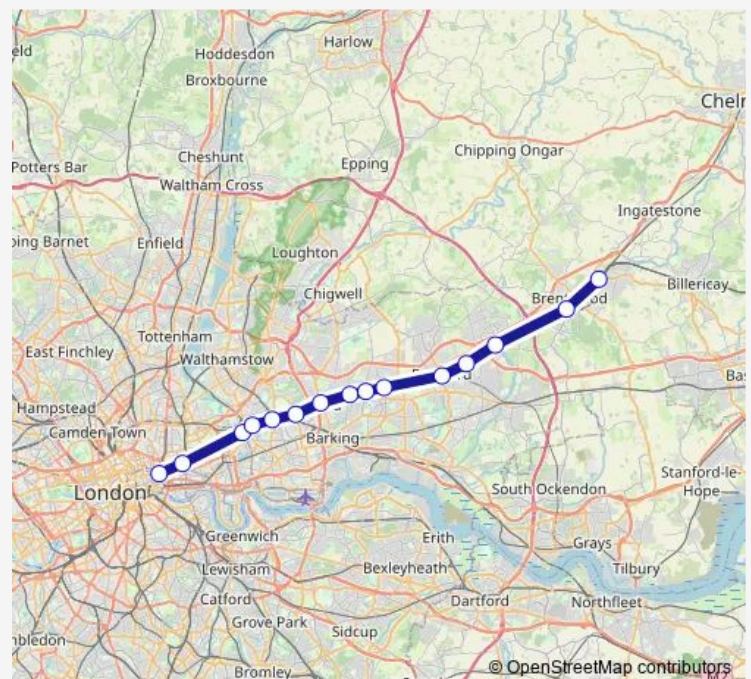 Harlow
Hoddesdon
Broxbourne
Chelm
Chipping Ongar
Cheshunt
Epping
Potters Bar
Waltham Cross
Ingatestone
Enfield
Loughton
Billericay
Chigwell
Tottenham
East Finchley
Walthamstow
Hampstead
Camden Town
Barking
London
South Ockendon
Stanford-le-
Hope
Greenwich
Erith
Grays
Lewisham
Bexleyheath
Tilbury
Catford
Dartford
Northfleet
Grove Park
Sidcup
Bromley
© OpenStreetMap contributors